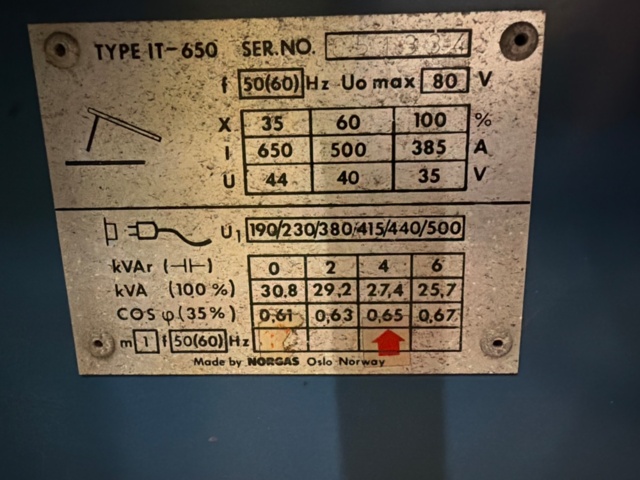 TYPE IT-650 SER.NO.
f 50(60) Hz Uo max 80 V
X 35 60 100 %
I 650 500 385 A
U 44 40 35 V
U1 190/230/380/415/440/500
kVAr (⊣⊢) 0 2 4 6
kVA (100%) 30,8 29,2 27,4 25,7
COS φ (35%) 0,61 0,63 0,65 0,67
m 1 f 50(60) Hz
Made by NORGAS Oslo Norway